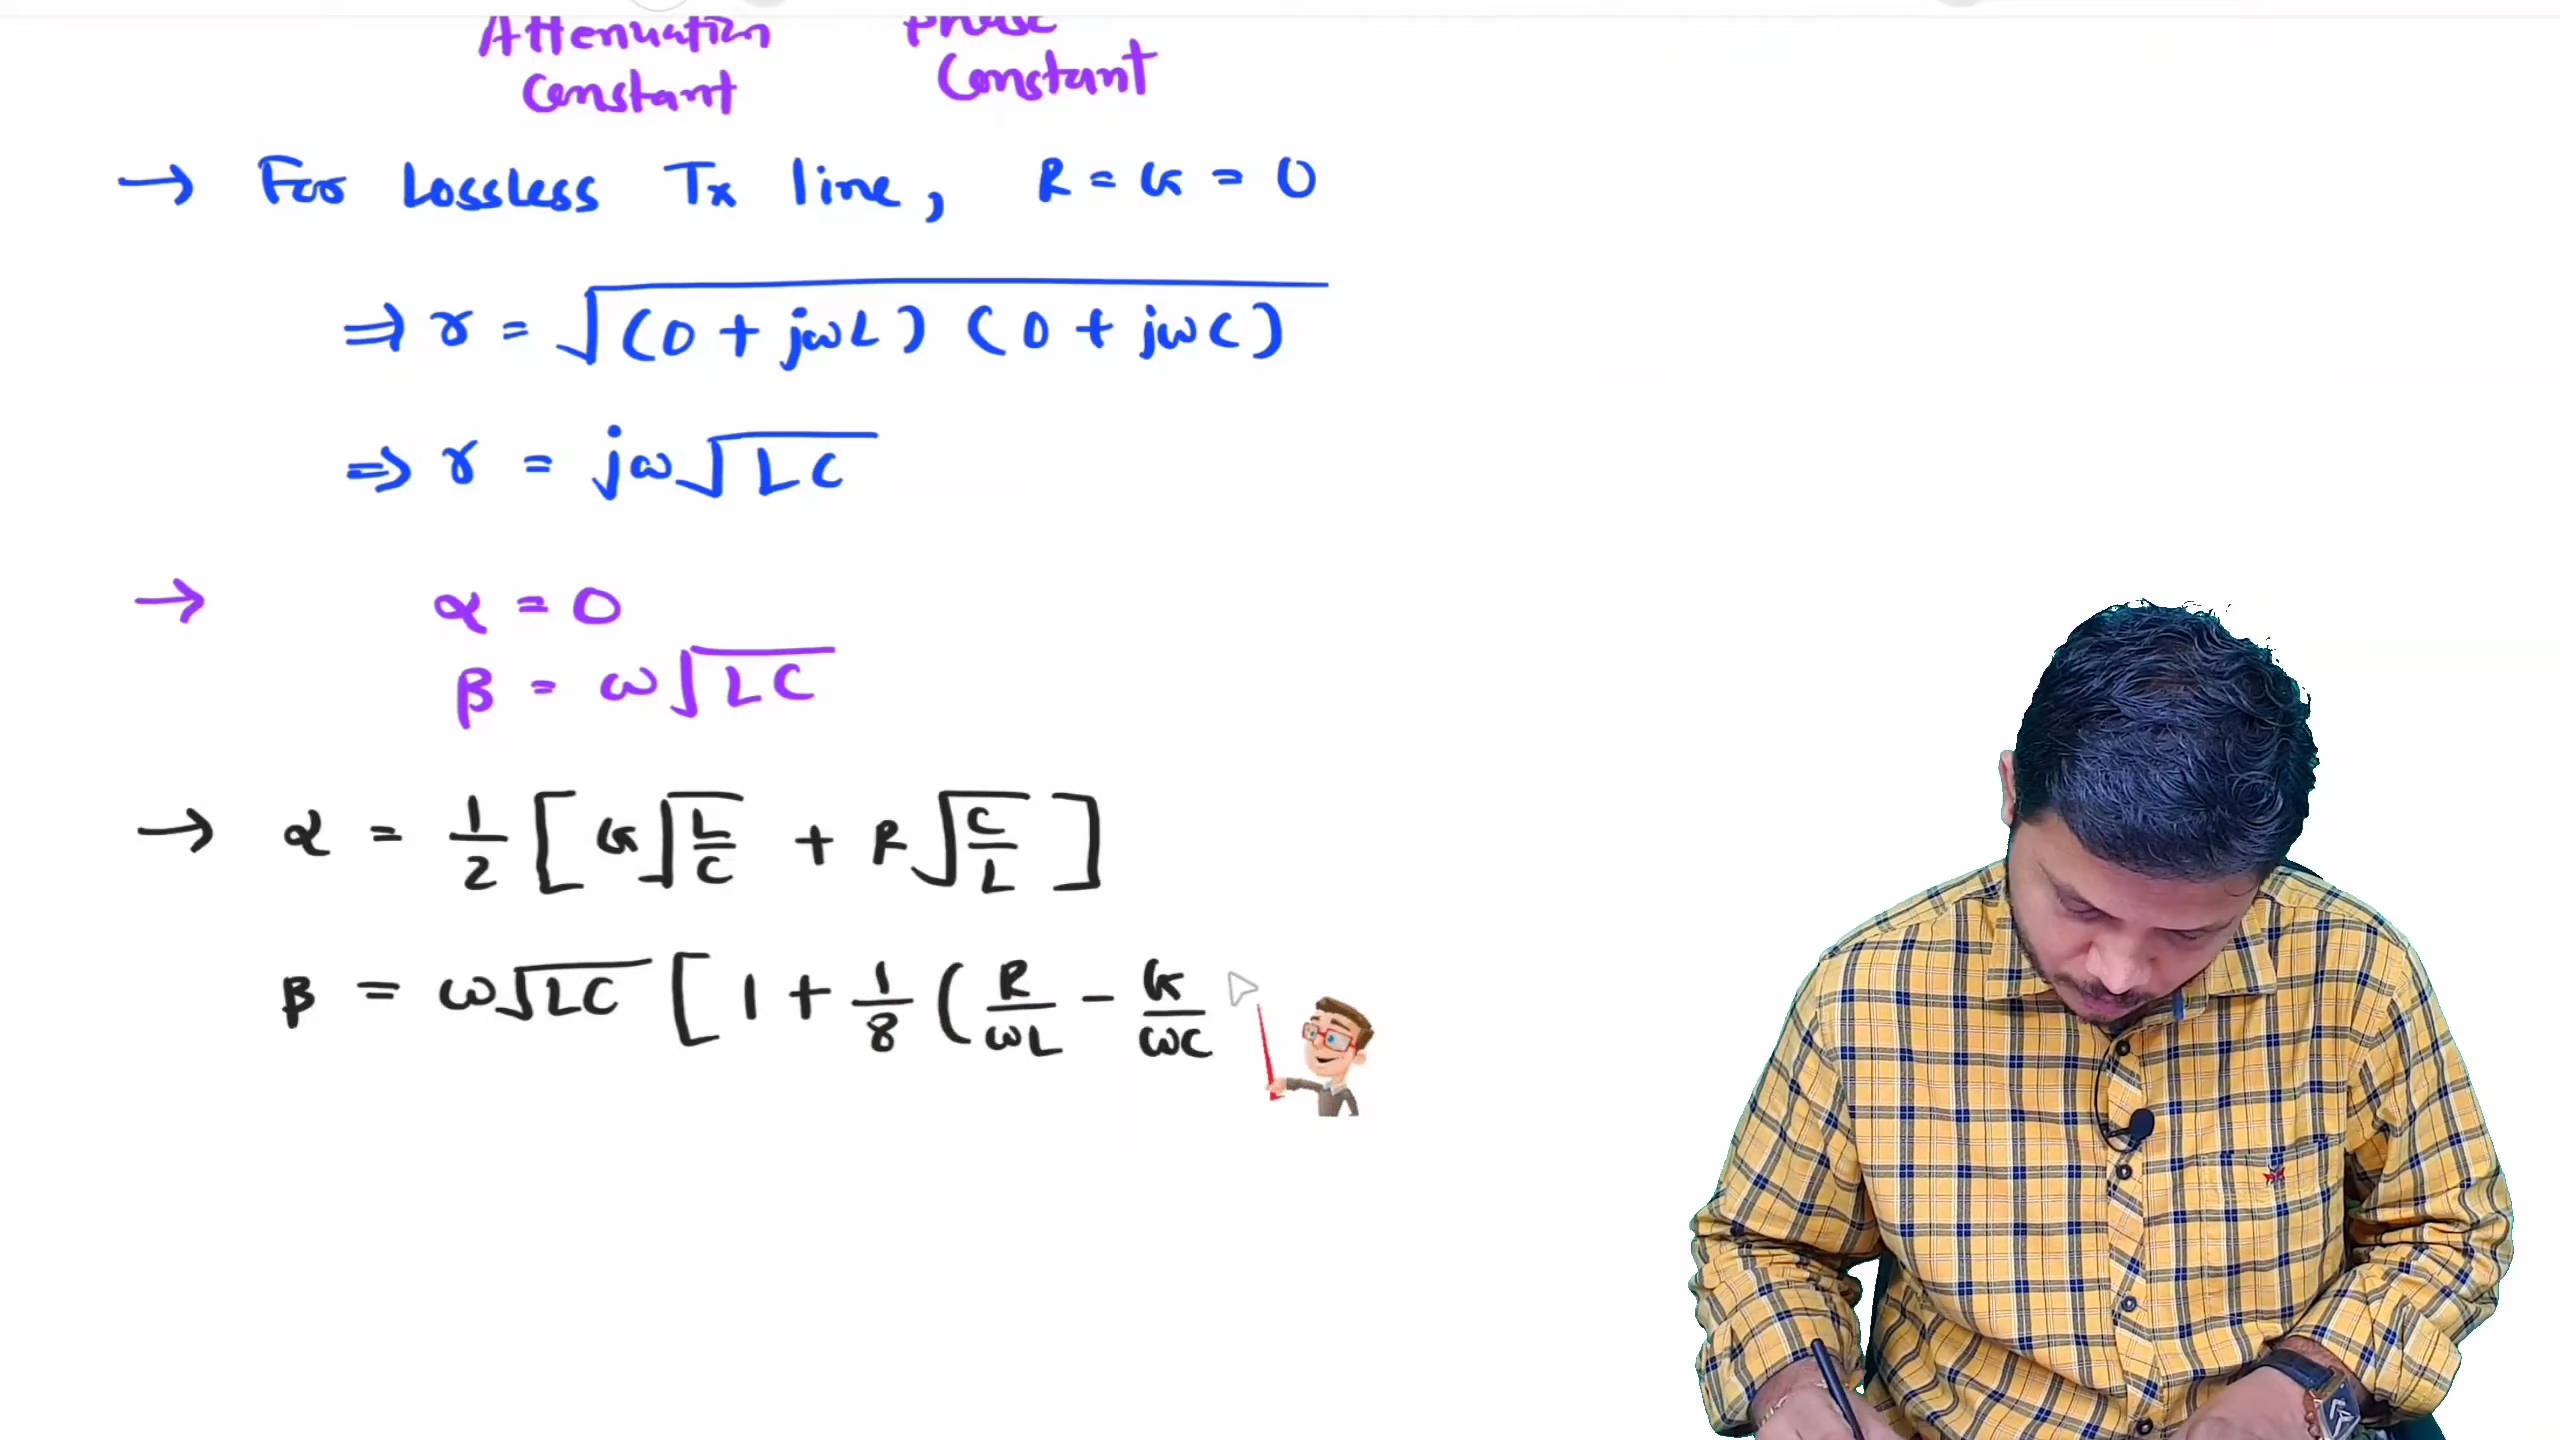 Attenuation phase
Constant Constant
→ For Lossless Tx line, R = G = 0
⇒ γ = √(0 + jωL) (0 + jωC)
⇒ γ = jω√LC
→ α = 0
β = ω√LC
→ α = 1/2 [ G√L/C + R√C/L ]
β = ω√LC [ 1 + 1/8 ( R/ωL - G/ωC